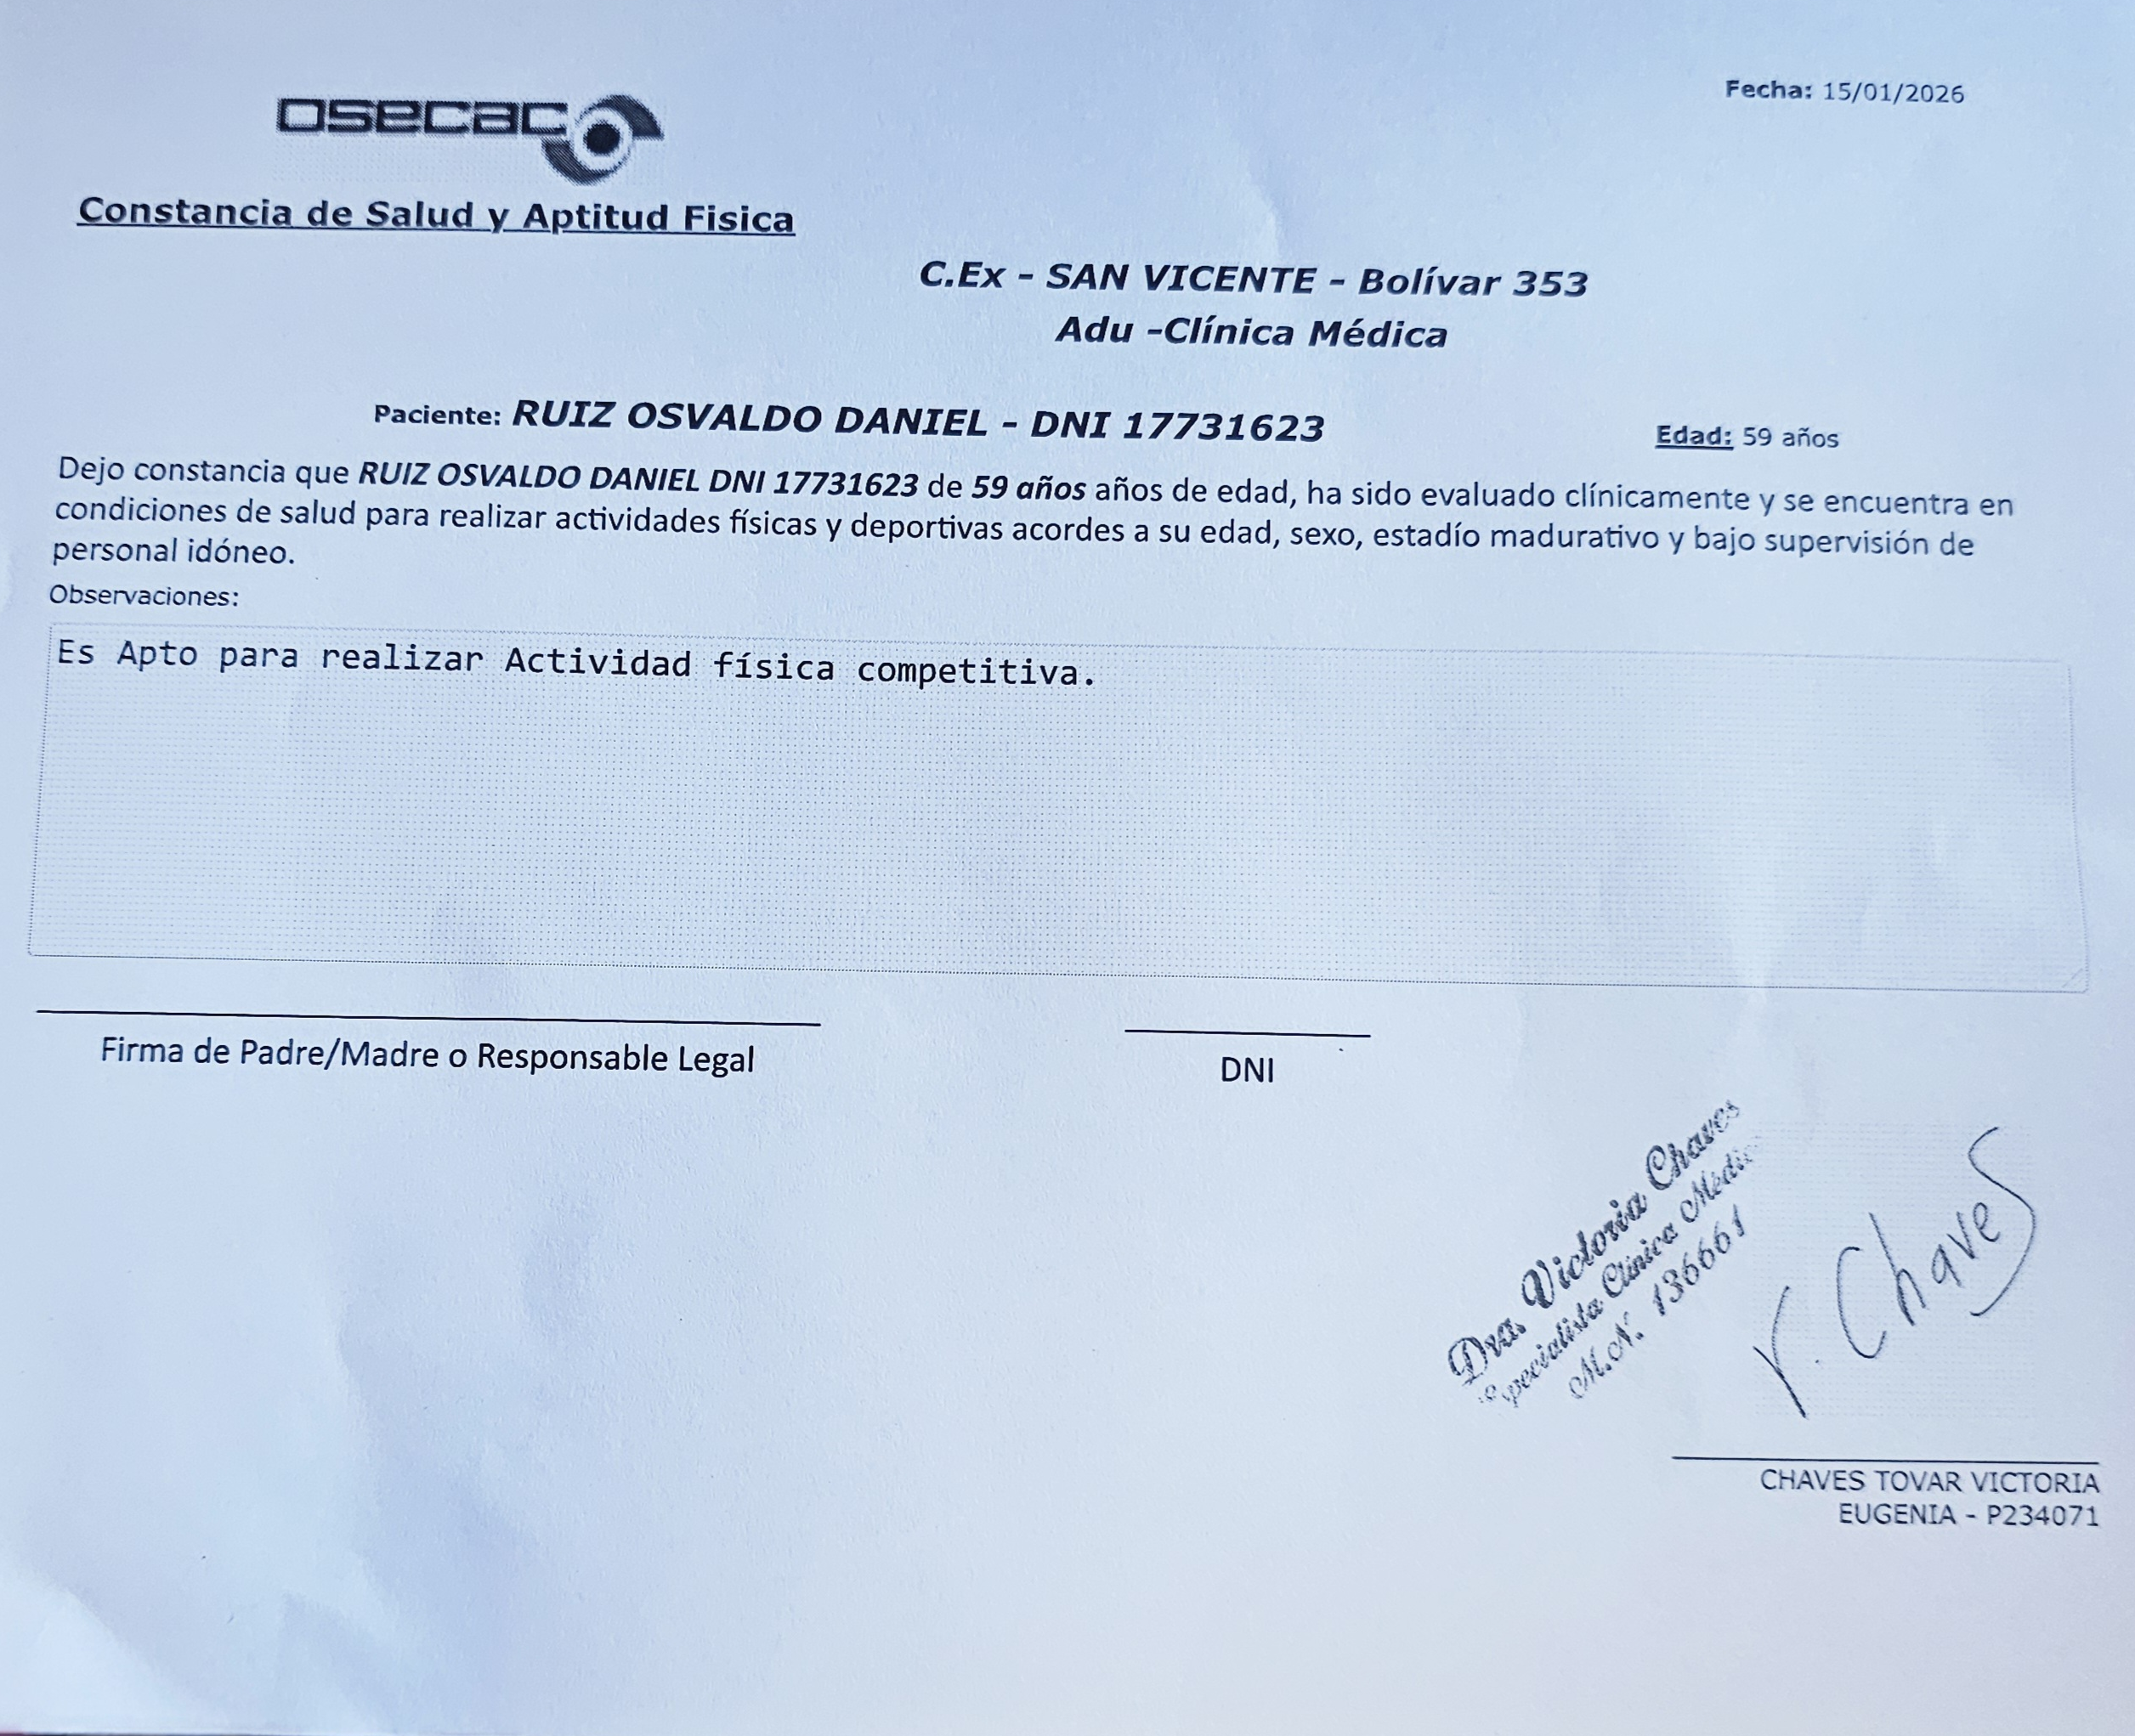 Fecha: 15/01/2026
osecac
Constancia de Salud y Aptitud Fisica
C.Ex - SAN VICENTE - Bolívar 353
Adu -Clínica Médica
Paciente: RUIZ OSVALDO DANIEL - DNI 17731623
Edad: 59 años
Dejo constancia que RUIZ OSVALDO DANIEL DNI 17731623 de 59 años años de edad, ha sido evaluado clínicamente y se encuentra en
condiciones de salud para realizar actividades físicas y deportivas acordes a su edad, sexo, estadío madurativo y bajo supervisión de
personal idóneo.
Observaciones:
Es Apto para realizar Actividad física competitiva.
Firma de Padre/Madre o Responsable Legal
DNI
Dra. Victoria Chaves
Especialista Clínica Médica
M.N. 136661
V. Chaves
CHAVES TOVAR VICTORIA
EUGENIA - P234071